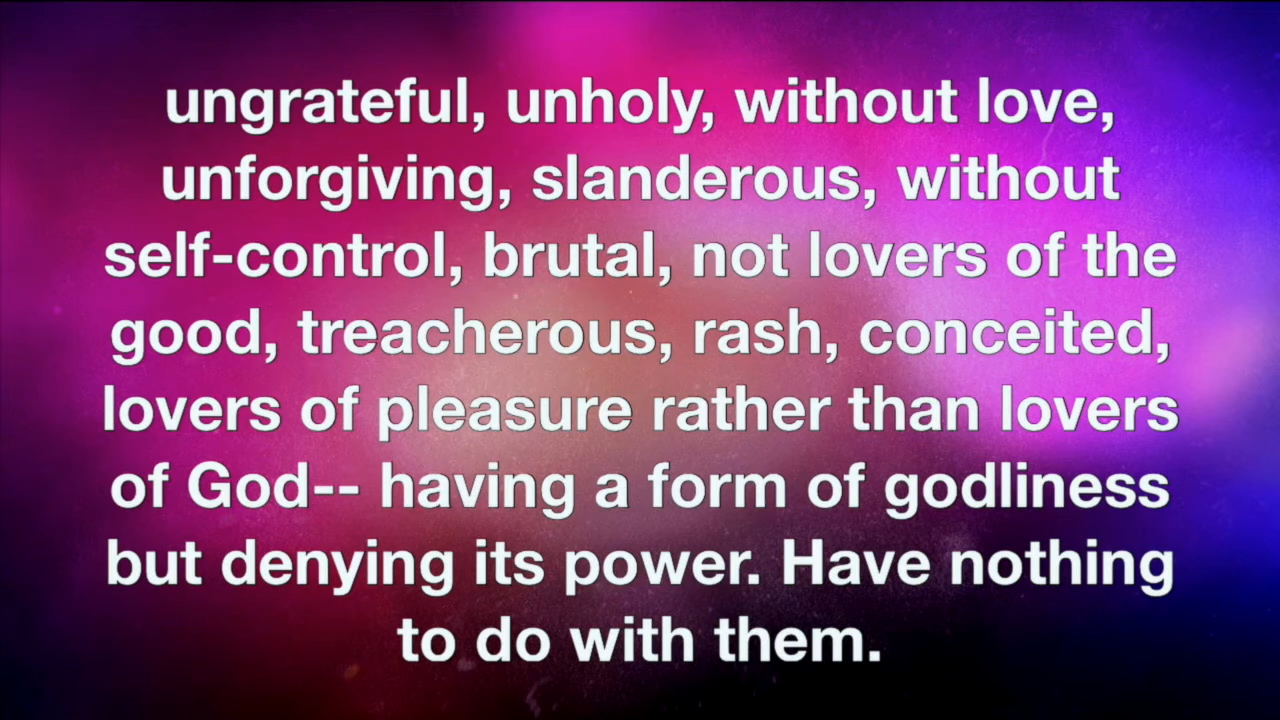 ungrateful, unholy, without love,
unforgiving, slanderous, without
self-control, brutal, not lovers of the
good, treacherous, rash, conceited,
lovers of pleasure rather than lovers
of God-- having a form of godliness
but denying its power. Have nothing
to do with them.